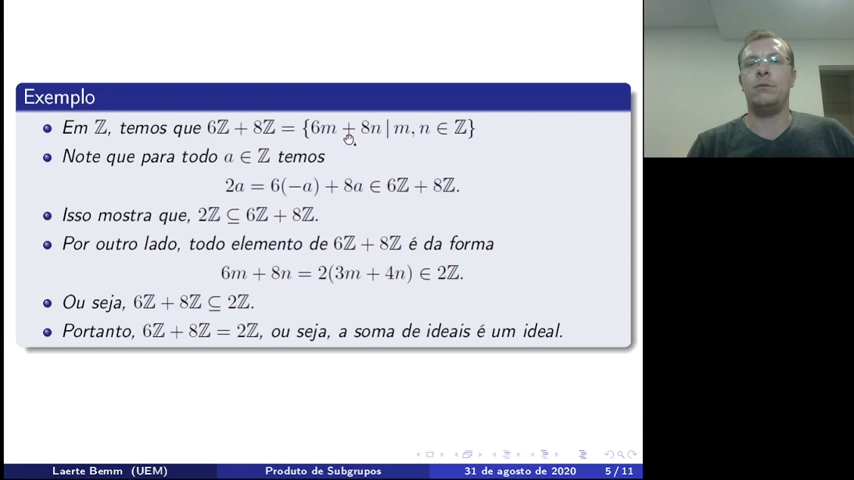 Exemplo
Em ℤ, temos que 6ℤ + 8ℤ = {6m + 8n | m, n ∈ ℤ}
Note que para todo a ∈ ℤ temos
2a = 6(−a) + 8a ∈ 6ℤ + 8ℤ.
Isso mostra que, 2ℤ ⊆ 6ℤ + 8ℤ.
Por outro lado, todo elemento de 6ℤ + 8ℤ é da forma
6m + 8n = 2(3m + 4n) ∈ 2ℤ.
Ou seja, 6ℤ + 8ℤ ⊆ 2ℤ.
Portanto, 6ℤ + 8ℤ = 2ℤ, ou seja, a soma de ideais é um ideal.
Laerte Bemm (UEM) Produto de Subgrupos 31 de agosto de 2020 5 / 11